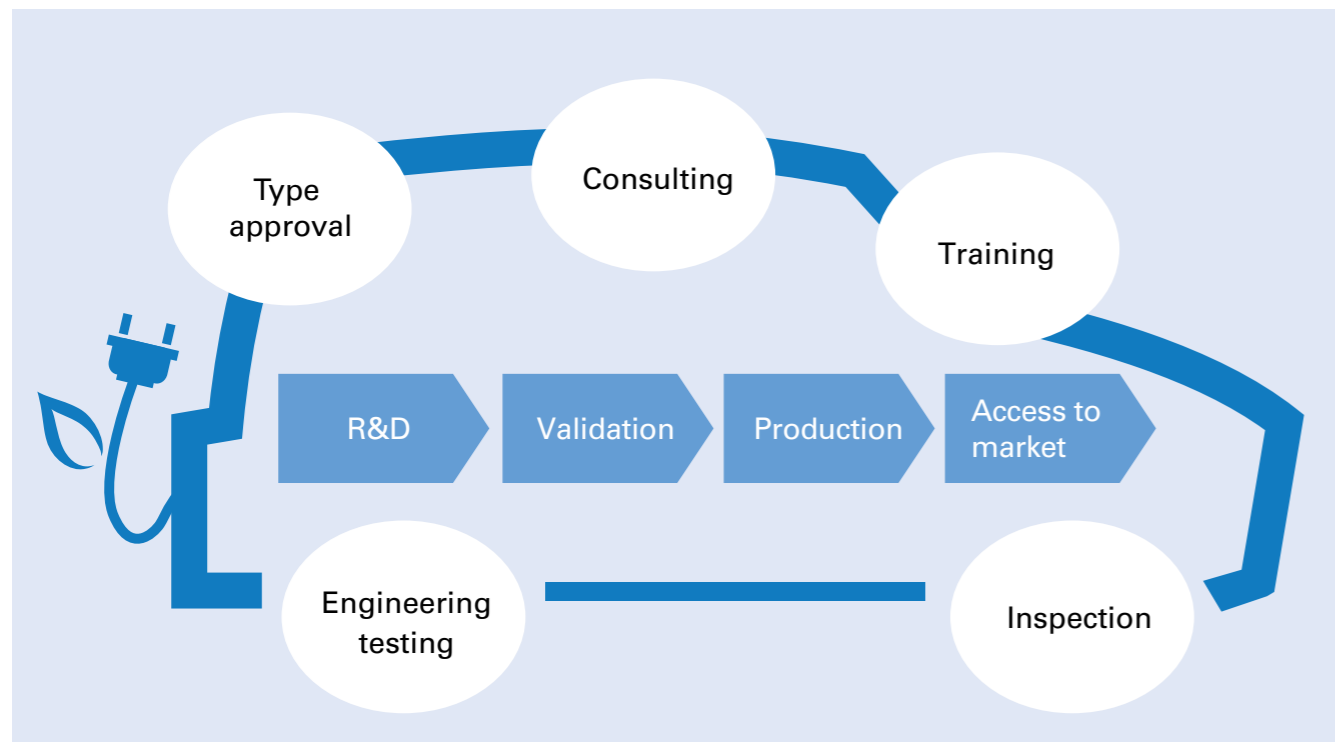 Type
approval
Consulting
Training
R&D
Validation
Production
Access to
market
Engineering
testing
Inspection